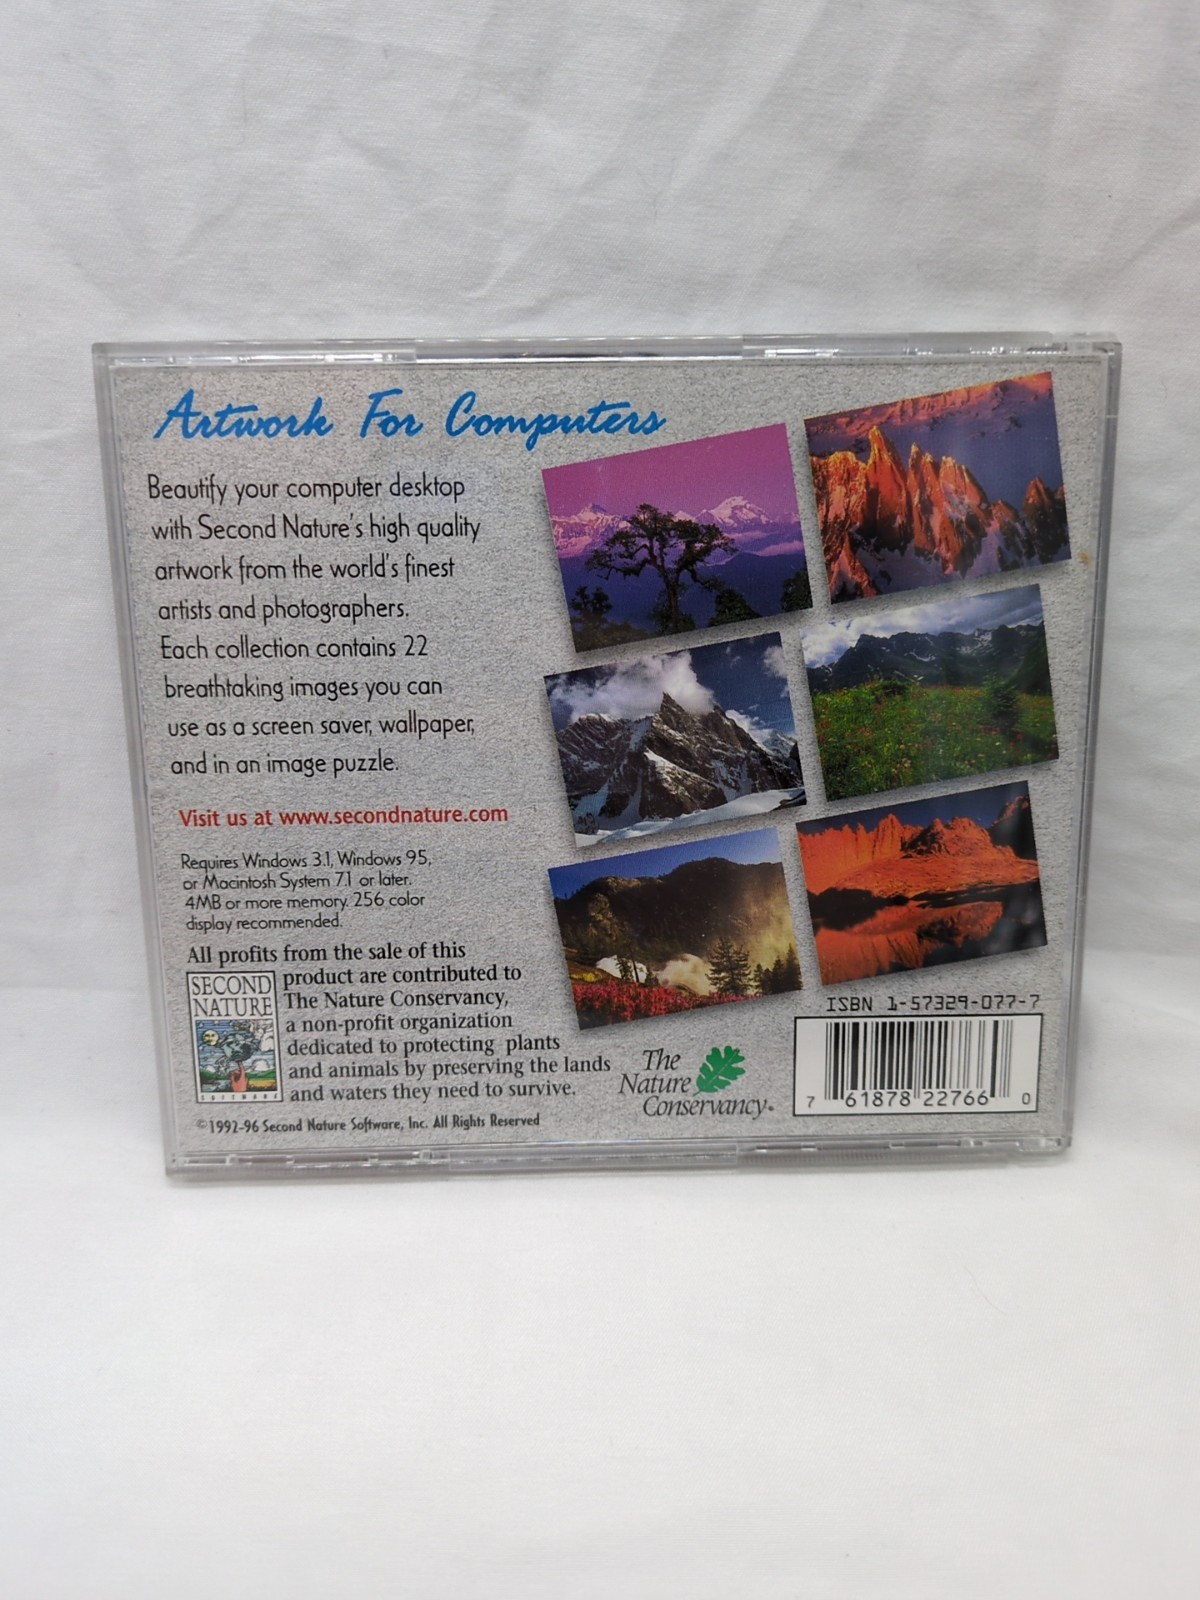 Artwork For Computers
Beautify your computer desktop
with Second Nature's high quality
artwork from the world's finest
artists and photographers.
Each collection contains 22
breathtaking images you can
use as a screen saver, wallpaper,
and in an image puzzle.
Visit us at www.secondnature.com
Requires Windows 3.1, Windows 95,
or Macintosh System 7.1 or later.
4MB or more memory. 256 color
display recommended.
All profits from the sale of this
product are contributed to
The Nature Conservancy,
a non-profit organization
dedicated to protecting plants
and animals by preserving the lands
and waters they need to survive.
SECOND
NATURE
SOFTWARE
©1992-96 Second Nature Software, Inc. All Rights Reserved
The
Nature
Conservancy®
ISBN 1-57329-077-7
7 61878 22766 0